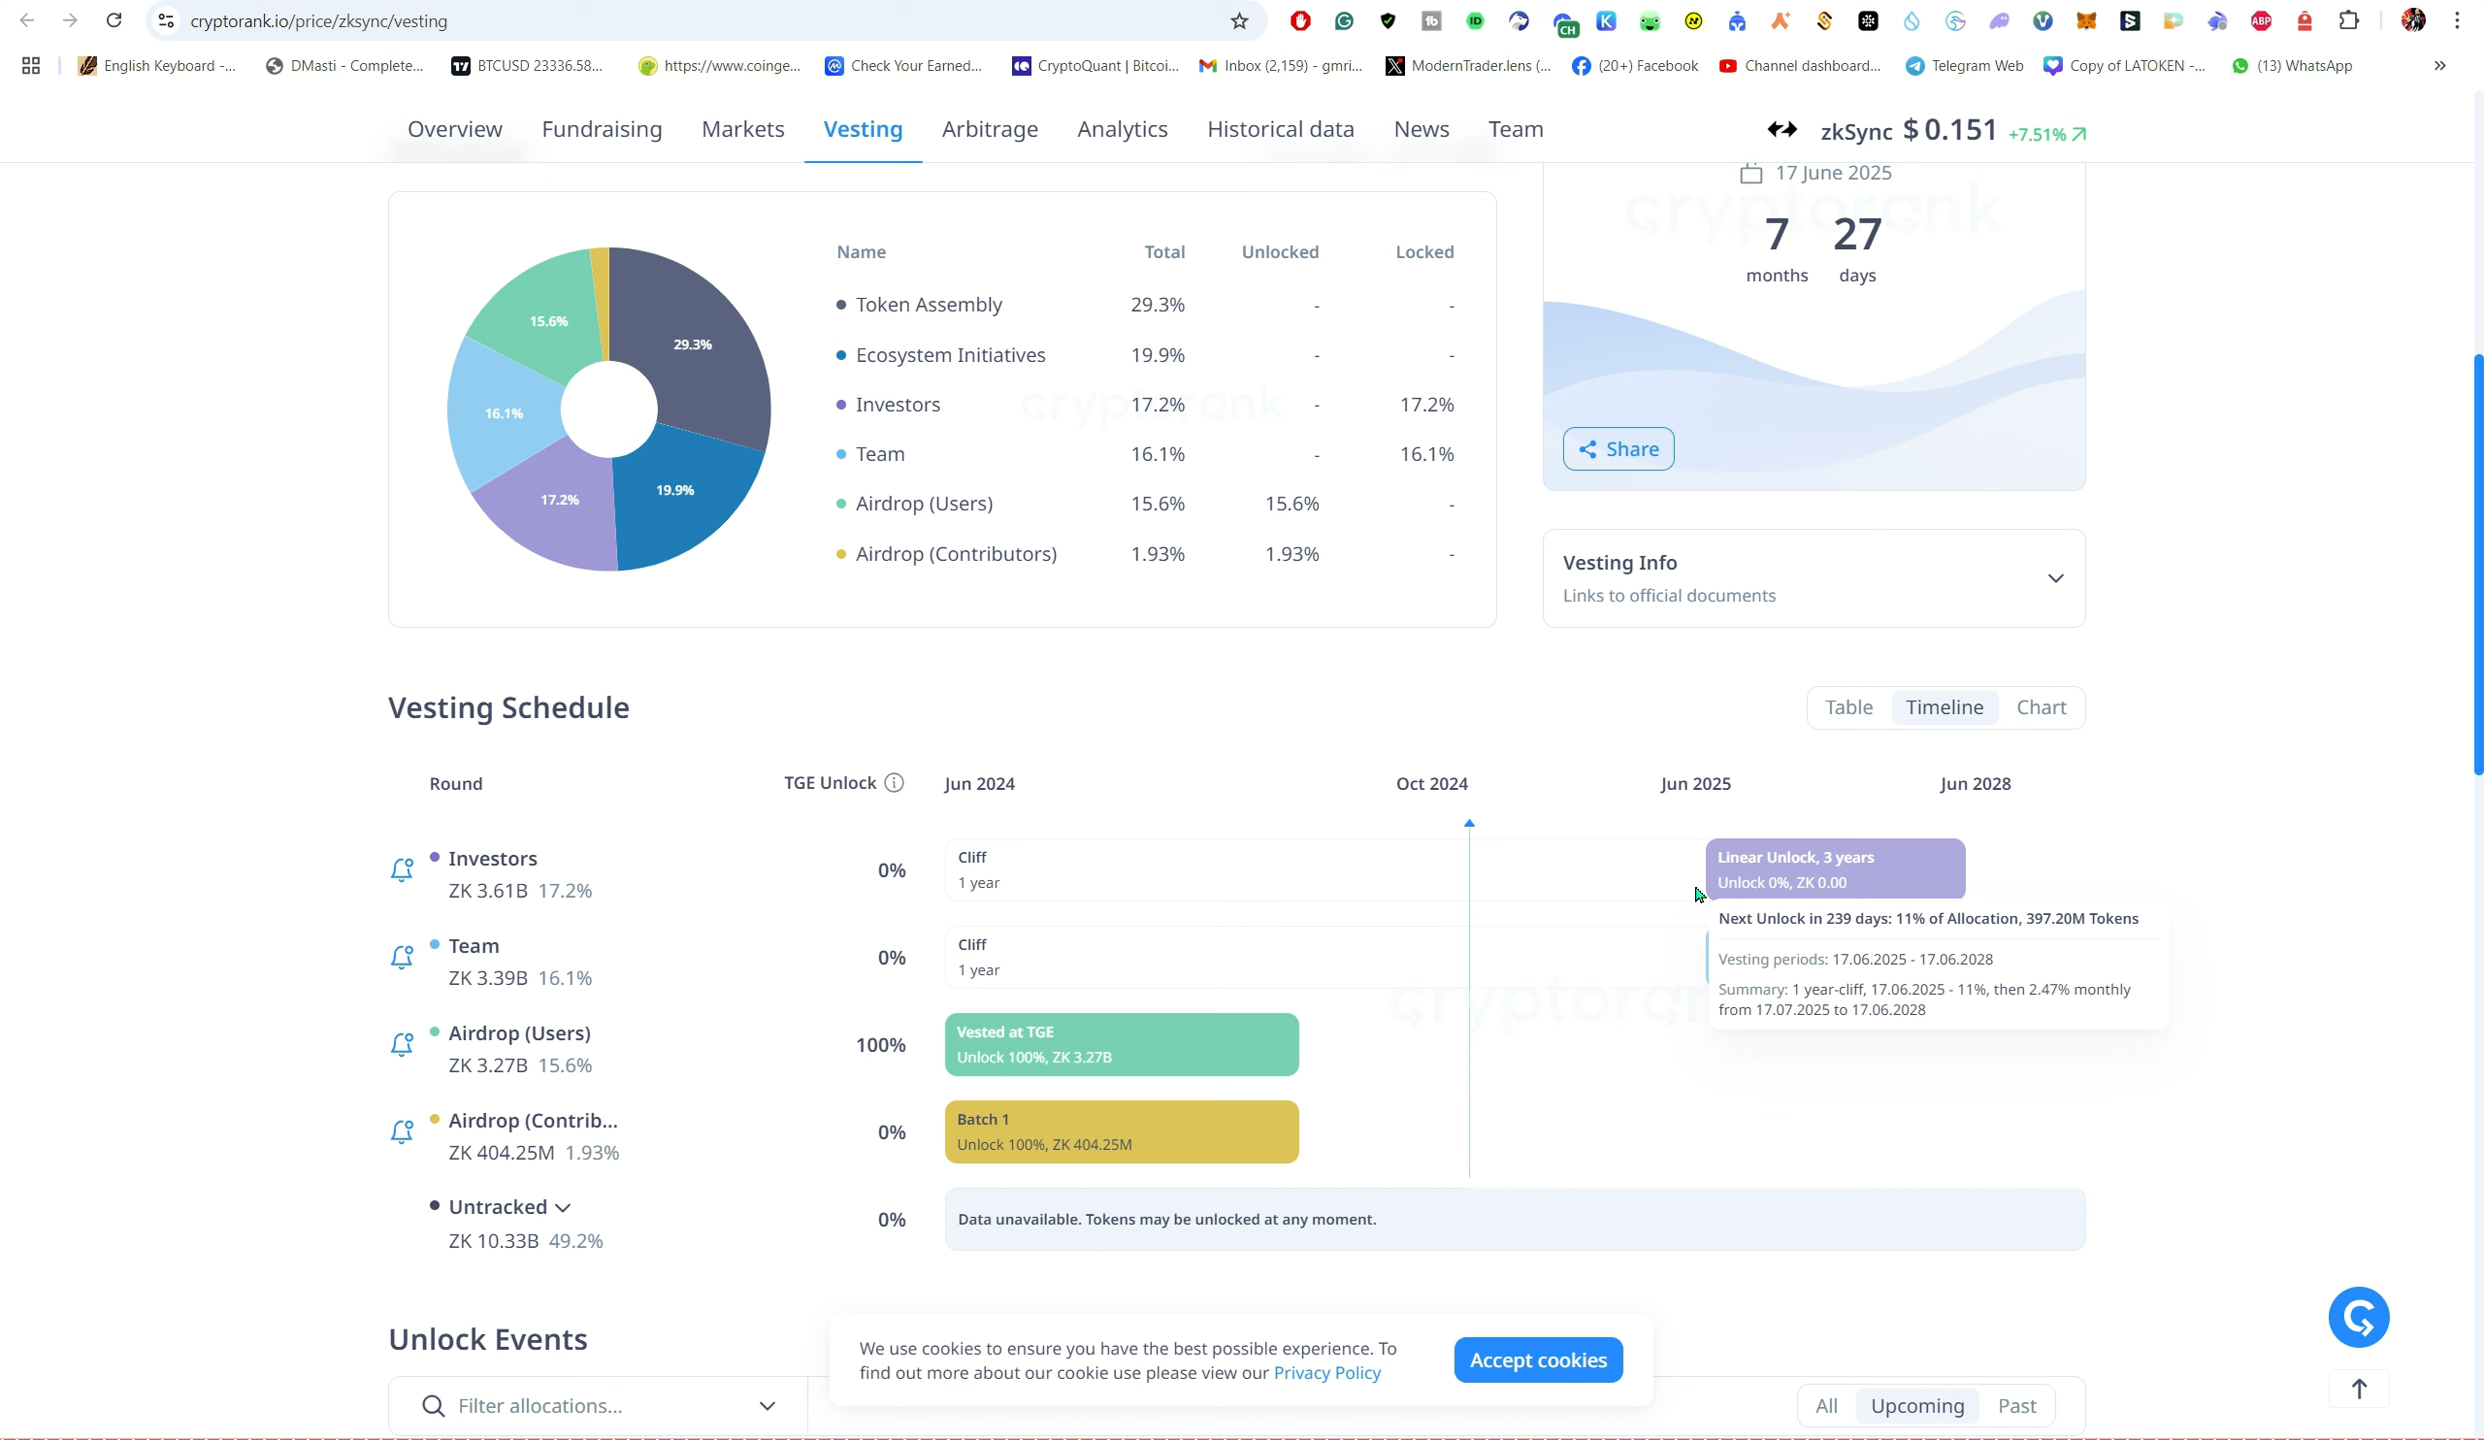 cryptorank.io/price/zksync/vesting
English Keyboard -...
DMasti - Complete...
BTCUSD 23336.58...
https://www.coinge...
Check Your Earned...
CryptoQuant | Bitcoi...
Inbox (2,159) - gmri...
ModernTrader.lens (...
(20+) Facebook
Channel dashboard...
Telegram Web
Copy of LATOKEN -...
(13) WhatsApp
Overview
Fundraising
Markets
Vesting
Arbitrage
Analytics
Historical data
News
Team
zkSync $ 0.151 +7.51%
17 June 2025
7 27
months days
Share
Vesting Info
Links to official documents
29.3%
19.9%
17.2%
16.1%
15.6%
Name Total Unlocked Locked
Token Assembly 29.3% - -
Ecosystem Initiatives 19.9% - -
Investors 17.2% - 17.2%
Team 16.1% - 16.1%
Airdrop (Users) 15.6% 15.6% -
Airdrop (Contributors) 1.93% 1.93% -
cryptorank
cryptorank
Vesting Schedule
Table Timeline Chart
Round TGE Unlock Jun 2024 Oct 2024 Jun 2025 Jun 2028
Investors
ZK 3.61B 17.2%
0%
Cliff
1 year
Linear Unlock, 3 years
Unlock 0%, ZK 0.00
Next Unlock in 239 days: 11% of Allocation, 397.20M Tokens
Vesting periods: 17.06.2025 - 17.06.2028
Summary: 1 year-cliff, 17.06.2025 - 11%, then 2.47% monthly
from 17.07.2025 to 17.06.2028
Team
ZK 3.39B 16.1%
0%
Cliff
1 year
Airdrop (Users)
ZK 3.27B 15.6%
100%
Vested at TGE
Unlock 100%, ZK 3.27B
Airdrop (Contrib...
ZK 404.25M 1.93%
0%
Batch 1
Unlock 100%, ZK 404.25M
Untracked
ZK 10.33B 49.2%
0%
Data unavailable. Tokens may be unlocked at any moment.
Unlock Events
We use cookies to ensure you have the best possible experience. To
find out more about our cookie use please view our Privacy Policy
Accept cookies
Filter allocations...
All Upcoming Past